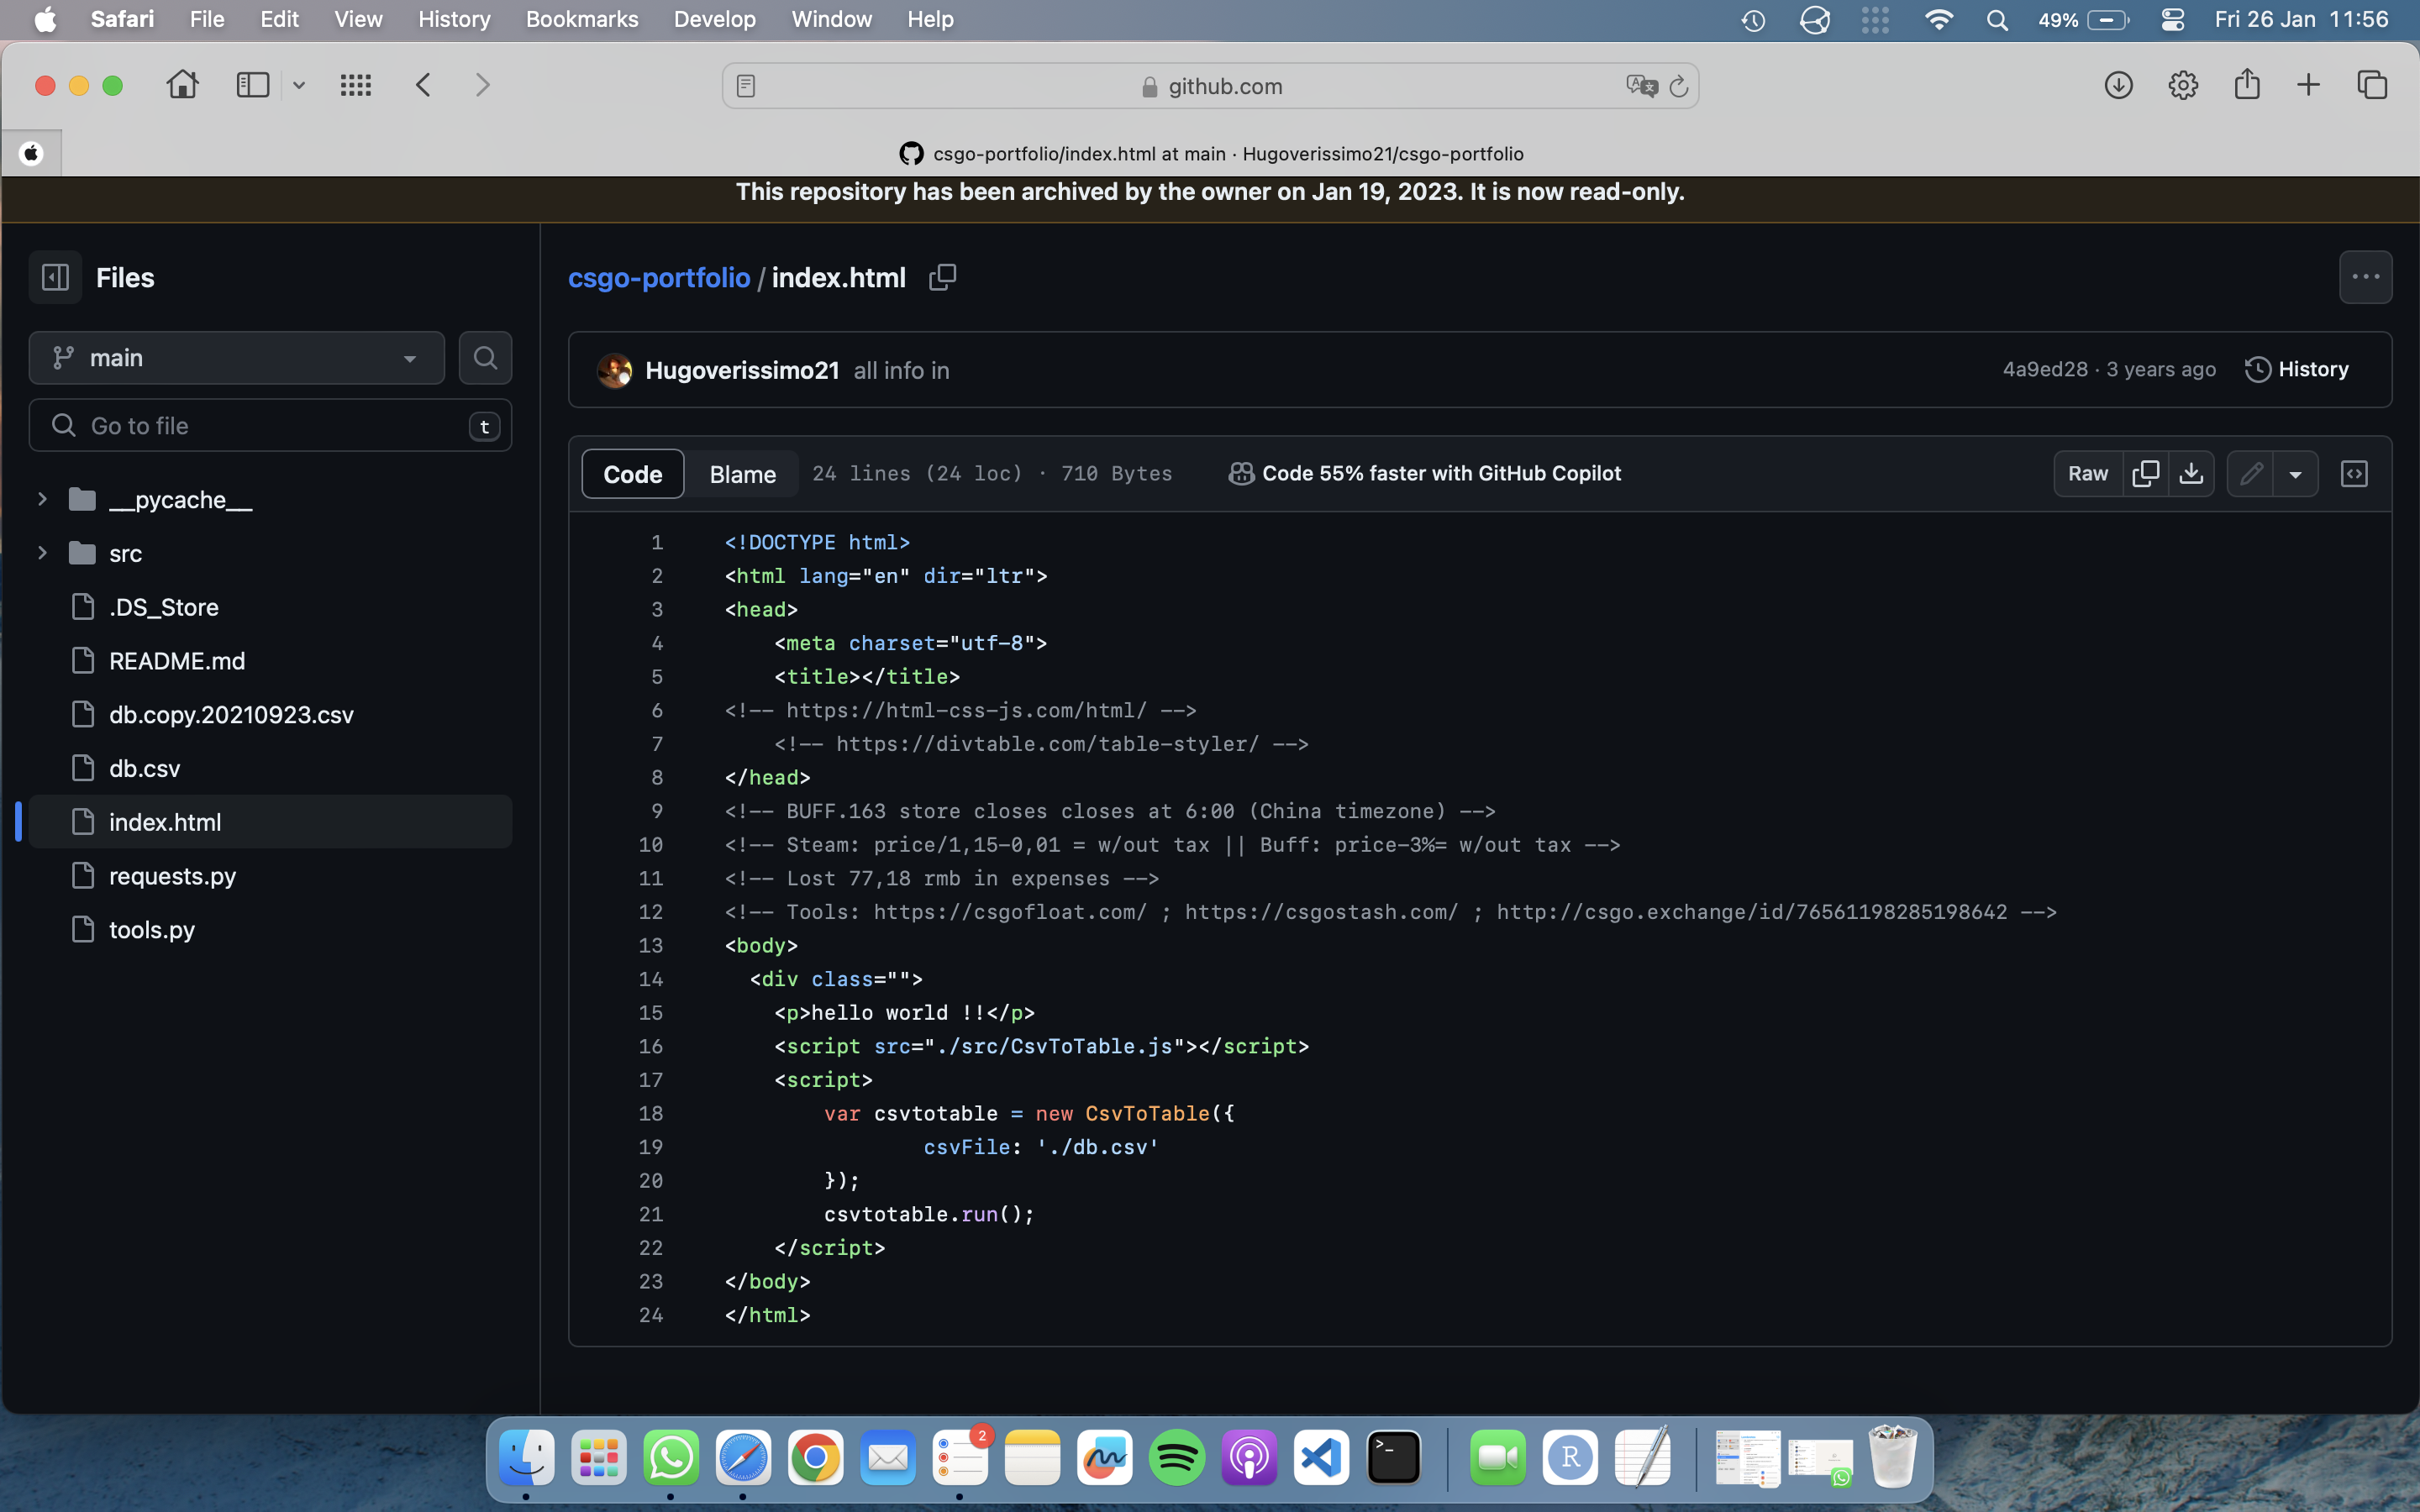 Safari File Edit View History Bookmarks Develop Window Help 49% Fri 26 Jan 11:56
github.com
csgo-portfolio/index.html at main · Hugoverissimo21/csgo-portfolio
This repository has been archived by the owner on Jan 19, 2023. It is now read-only.
Files
main
Go to file t
__pycache__
src
.DS_Store
README.md
db.copy.20210923.csv
db.csv
index.html
requests.py
tools.py
csgo-portfolio / index.html
Hugoverissimo21 all info in 4a9ed28 · 3 years ago History
Code Blame 24 lines (24 loc) · 710 Bytes Code 55% faster with GitHub Copilot Raw
1 <!DOCTYPE html>
2 <html lang="en" dir="ltr">
3 <head>
4 <meta charset="utf-8">
5 <title></title>
6 <!-- https://html-css-js.com/html/ -->
7 <!-- https://divtable.com/table-styler/ -->
8 </head>
9 <!-- BUFF.163 store closes closes at 6:00 (China timezone) -->
10 <!-- Steam: price/1,15-0,01 = w/out tax || Buff: price-3%= w/out tax -->
11 <!-- Lost 77,18 rmb in expenses -->
12 <!-- Tools: https://csgofloat.com/ ; https://csgostash.com/ ; http://csgo.exchange/id/76561198285198642 -->
13 <body>
14 <div class="">
15 <p>hello world !!</p>
16 <script src="./src/CsvToTable.js"></script>
17 <script>
18 var csvtotable = new CsvToTable({
19 csvFile: './db.csv'
20 });
21 csvtotable.run();
22 </script>
23 </body>
24 </html>
2
R